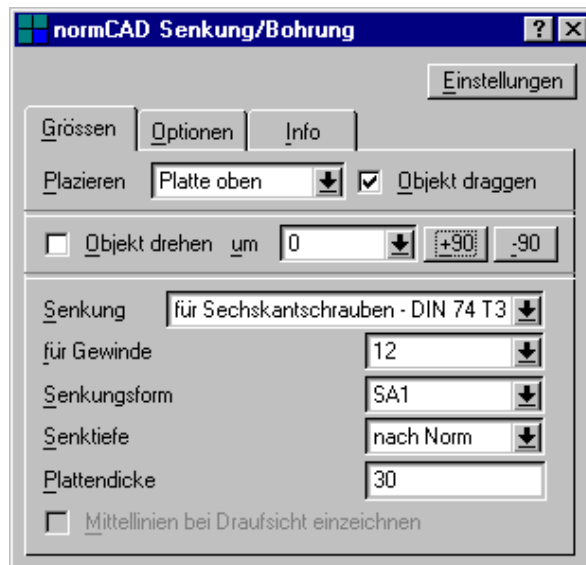 normCAD Senkung/Bohrung
Einstellungen
Grössen Optionen Info
Plazieren Platte oben Objekt draggen
Objekt drehen um 0 +90 -90
Senkung für Sechskantschrauben - DIN 74 T3
für Gewinde 12
Senkungsform SA1
Senktiefe nach Norm
Plattendicke 30
Mittellinien bei Draufsicht einzeichnen